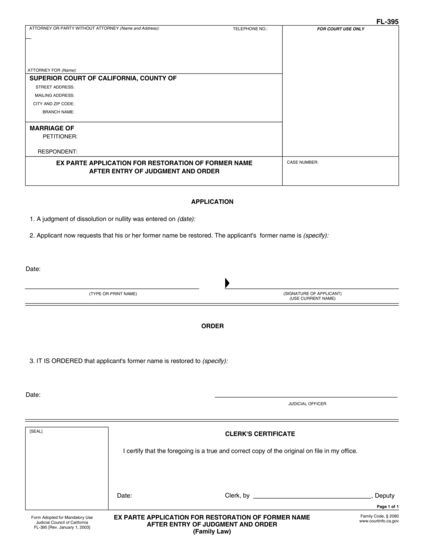 FL-395
ATTORNEY OR PARTY WITHOUT ATTORNEY (Name and Address): TELEPHONE NO.: FOR COURT USE ONLY
ATTORNEY FOR (Name):
SUPERIOR COURT OF CALIFORNIA, COUNTY OF
STREET ADDRESS:
MAILING ADDRESS:
CITY AND ZIP CODE:
BRANCH NAME:
MARRIAGE OF
PETITIONER:
RESPONDENT:
EX PARTE APPLICATION FOR RESTORATION OF FORMER NAME
AFTER ENTRY OF JUDGMENT AND ORDER
CASE NUMBER:
APPLICATION
1. A judgment of dissolution or nullity was entered on (date):
2. Applicant now requests that his or her former name be restored. The applicant's former name is (specify):
Date:
(TYPE OR PRINT NAME) (SIGNATURE OF APPLICANT)
(USE CURRENT NAME)
ORDER
3. IT IS ORDERED that applicant's former name is restored to (specify):
Date:
JUDICIAL OFFICER
[SEAL]
CLERK'S CERTIFICATE
I certify that the foregoing is a true and correct copy of the original on file in my office.
Date: Clerk, by , Deputy
Page 1 of 1
Form Adopted for Mandatory Use
Judicial Council of California
FL-395 [Rev. January 1, 2003]
EX PARTE APPLICATION FOR RESTORATION OF FORMER NAME
AFTER ENTRY OF JUDGMENT AND ORDER
(Family Law)
Family Code, § 2080
www.courtinfo.ca.gov